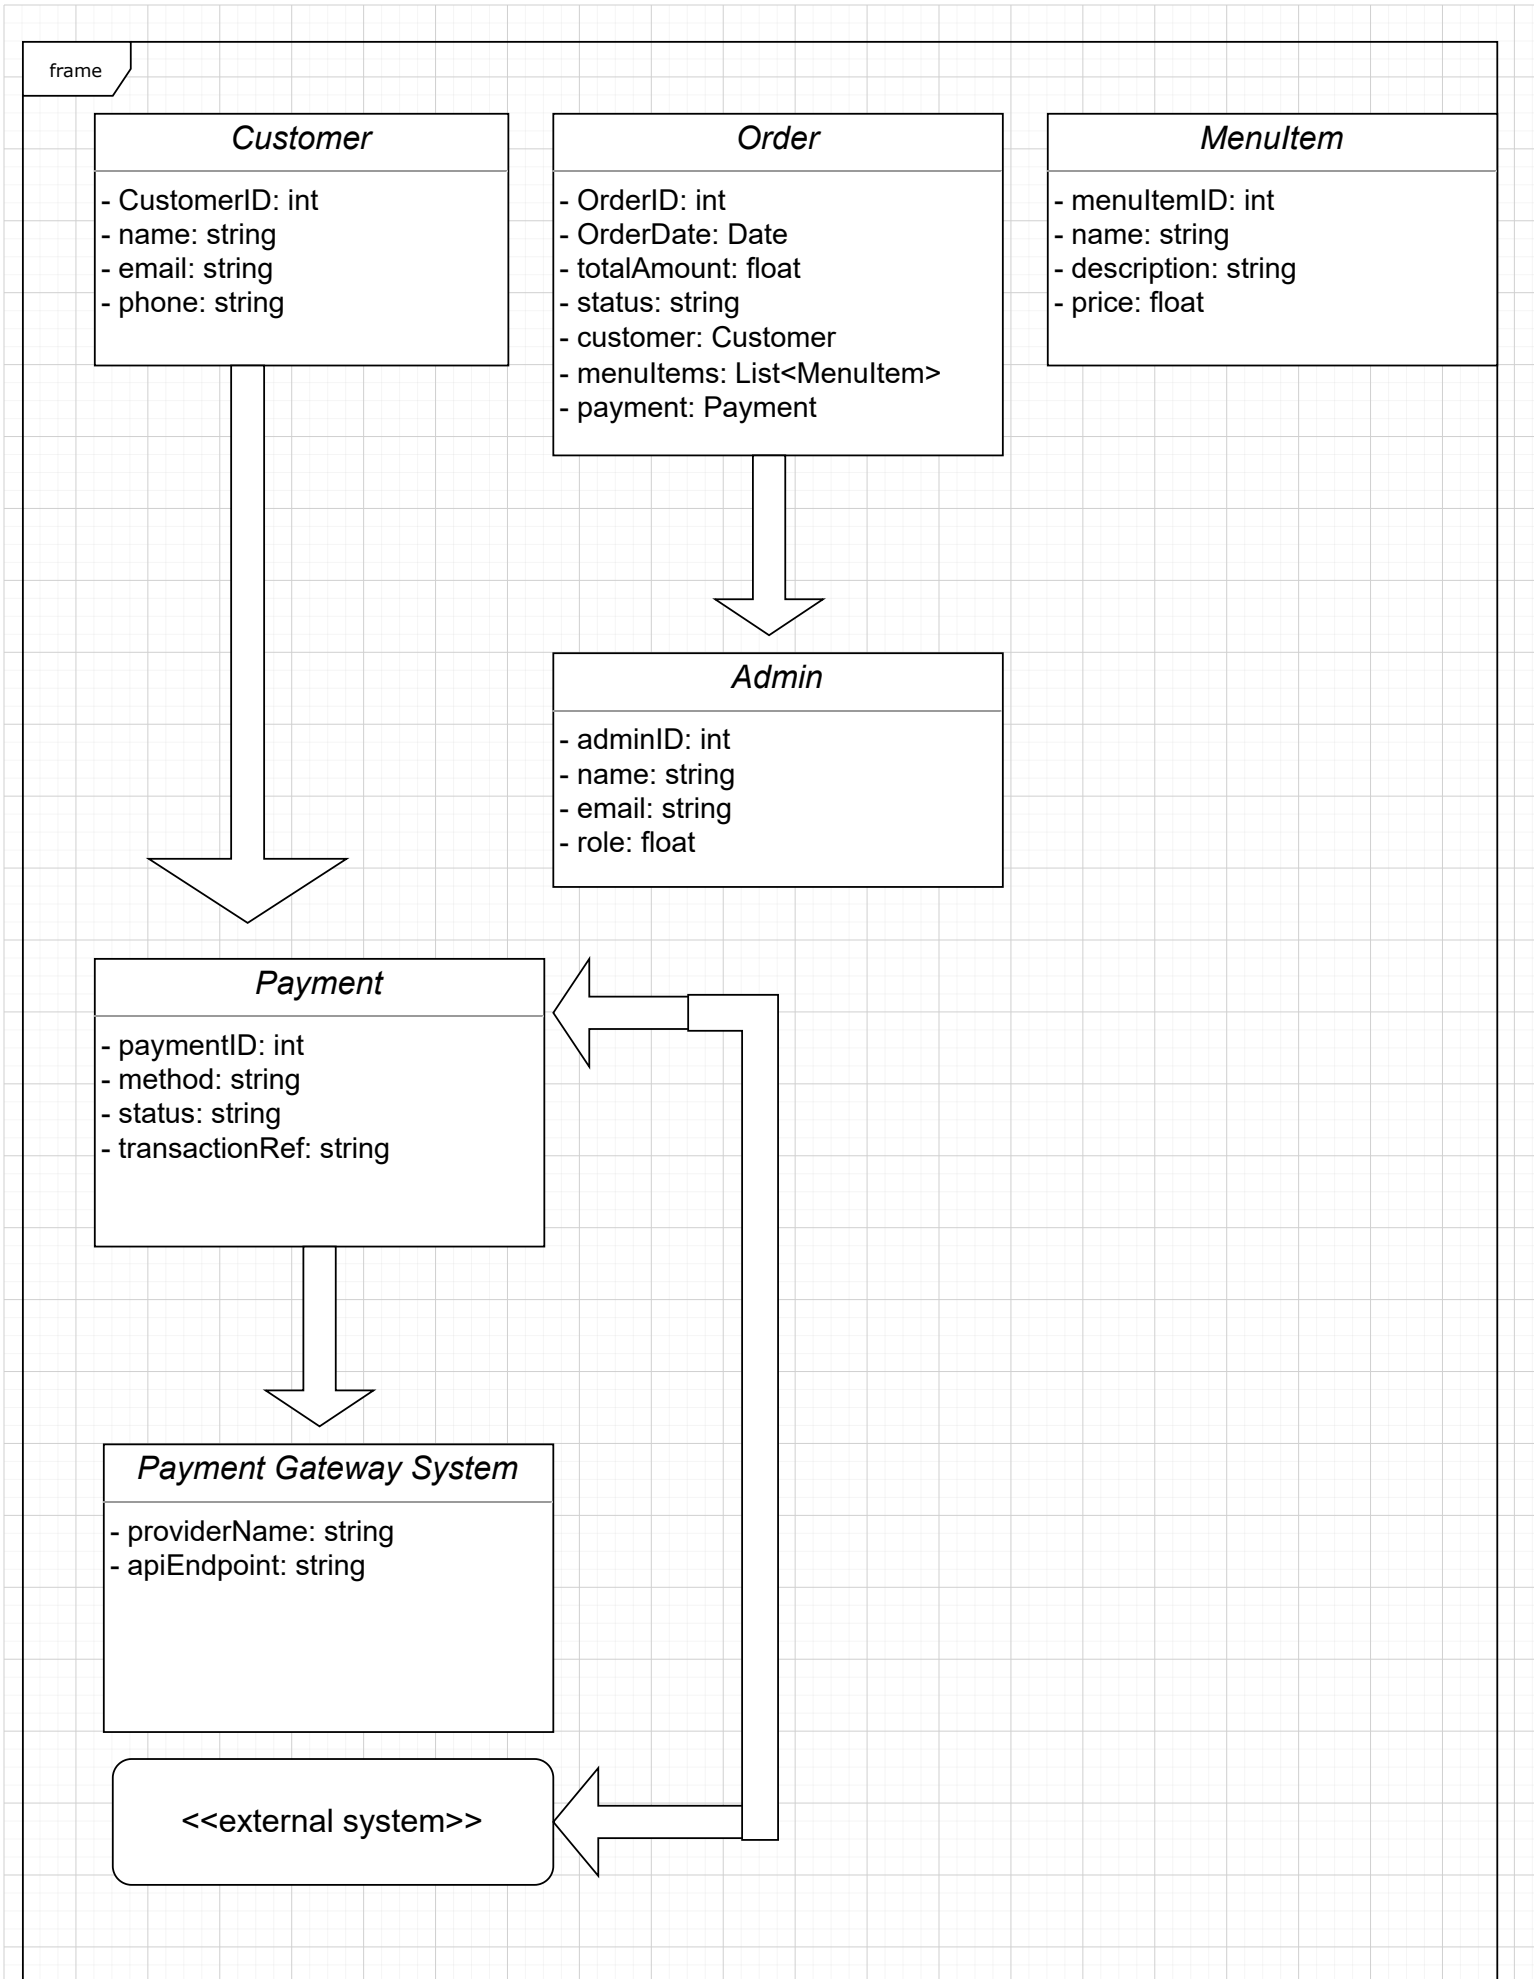 frame
Customer
- CustomerID: int
- name: string
- email: string
- phone: string
Order
- OrderID: int
- OrderDate: Date
- totalAmount: float
- status: string
- customer: Customer
- menuItems: List<MenuItem>
- payment: Payment
MenuItem
- menuItemID: int
- name: string
- description: string
- price: float
Admin
- adminID: int
- name: string
- email: string
- role: float
Payment
- paymentID: int
- method: string
- status: string
- transactionRef: string
Payment Gateway System
- providerName: string
- apiEndpoint: string
<<external system>>